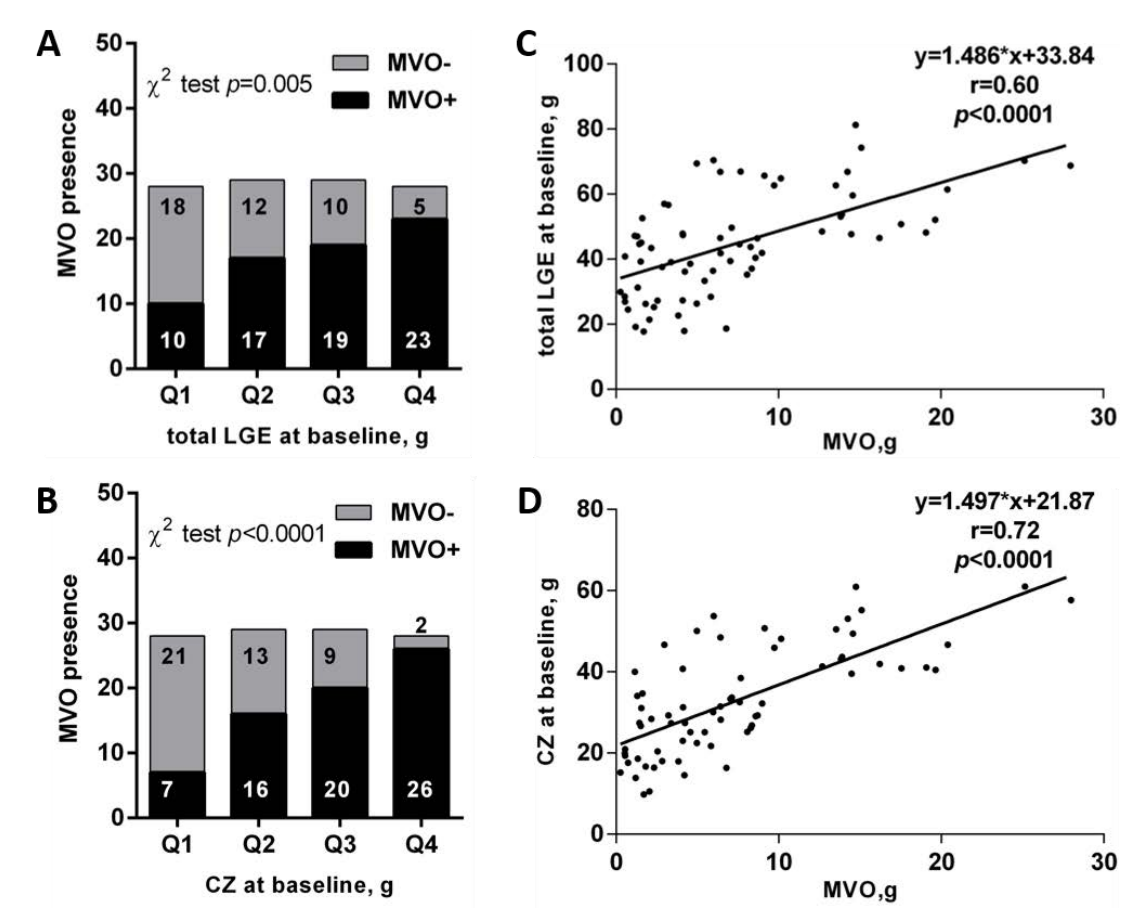 A
50
40
30
20
10
0
MVO presence
χ² test p=0.005
MVO-
MVO+
18
12
10
5
10
17
19
23
Q1 Q2 Q3 Q4
total LGE at baseline, g
C
100
80
60
40
20
0
total LGE at baseline, g
y=1.486*x+33.84
r=0.60
p<0.0001
0 10 20 30
MVO,g
B
50
40
30
20
10
0
MVO presence
χ² test p<0.0001
MVO-
MVO+
21
13
9
2
7
16
20
26
Q1 Q2 Q3 Q4
CZ at baseline, g
D
80
60
40
20
0
CZ at baseline, g
y=1.497*x+21.87
r=0.72
p<0.0001
0 10 20 30
MVO,g